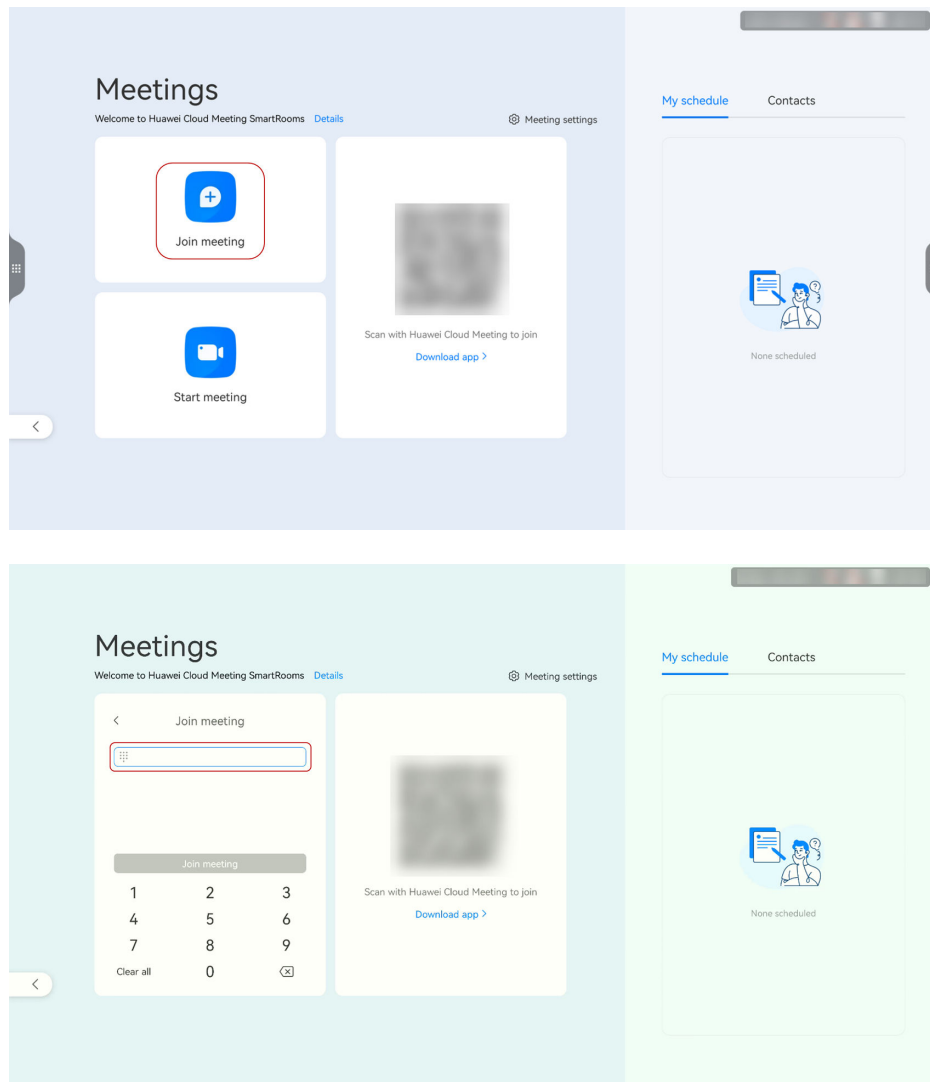 Meetings
Welcome to Huawei Cloud Meeting SmartRooms Details
Meeting settings
Join meeting
Start meeting
Scan with Huawei Cloud Meeting to join
Download app >
My schedule Contacts
None scheduled
Meetings
Welcome to Huawei Cloud Meeting SmartRooms Details
Meeting settings
< Join meeting
Join meeting
1 2 3
4 5 6
7 8 9
Clear all 0
Scan with Huawei Cloud Meeting to join
Download app >
My schedule Contacts
None scheduled